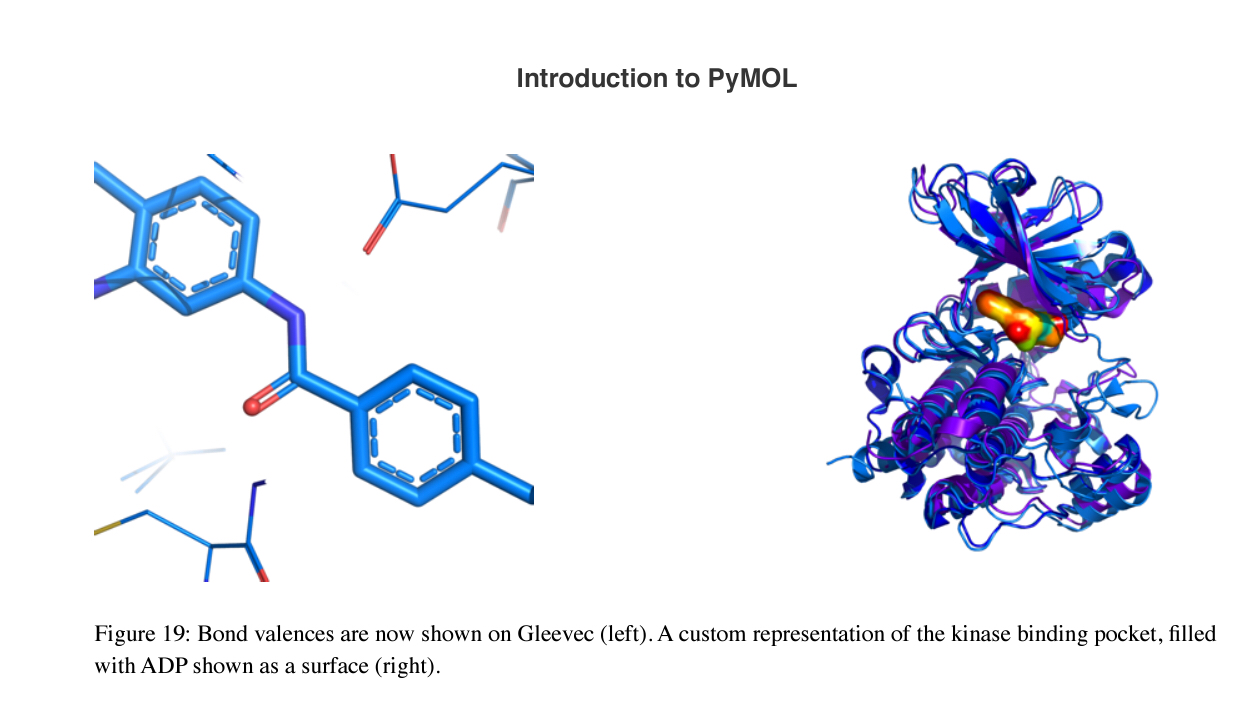 Introduction to PyMOL
Figure 19: Bond valences are now shown on Gleevec (left). A custom representation of the kinase binding pocket, filled
with ADP shown as a surface (right).